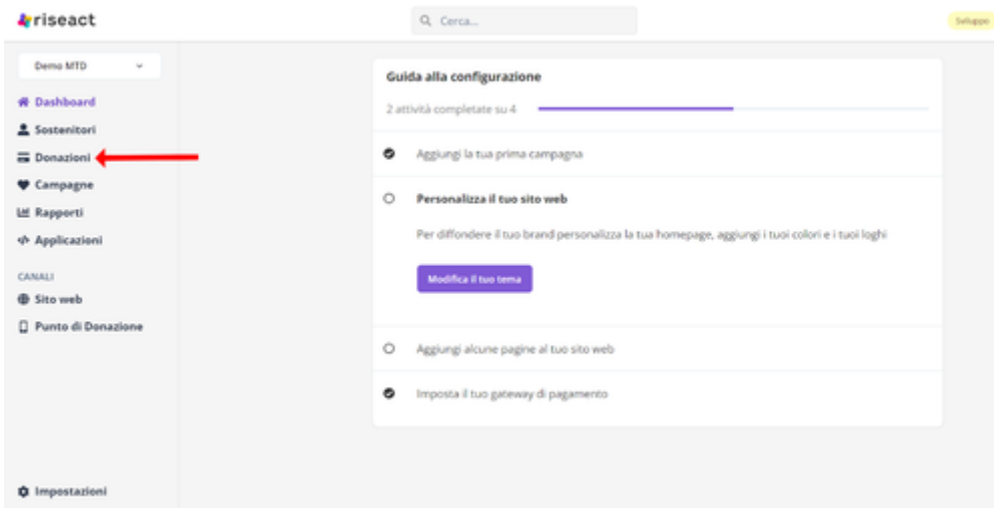 riseact
Cerca...
Sviluppo
Demo MTD
Dashboard
Sostenitori
Donazioni
Campagne
Rapporti
Applicazioni
CANALI
Sito web
Punto di Donazione
Impostazioni
Guida alla configurazione
2 attività completate su 4
Aggiungi la tua prima campagna
Personalizza il tuo sito web
Per diffondere il tuo brand personalizza la tua homepage, aggiungi i tuoi colori e i tuoi loghi
Modifica il tuo tema
Aggiungi alcune pagine al tuo sito web
Imposta il tuo gateway di pagamento